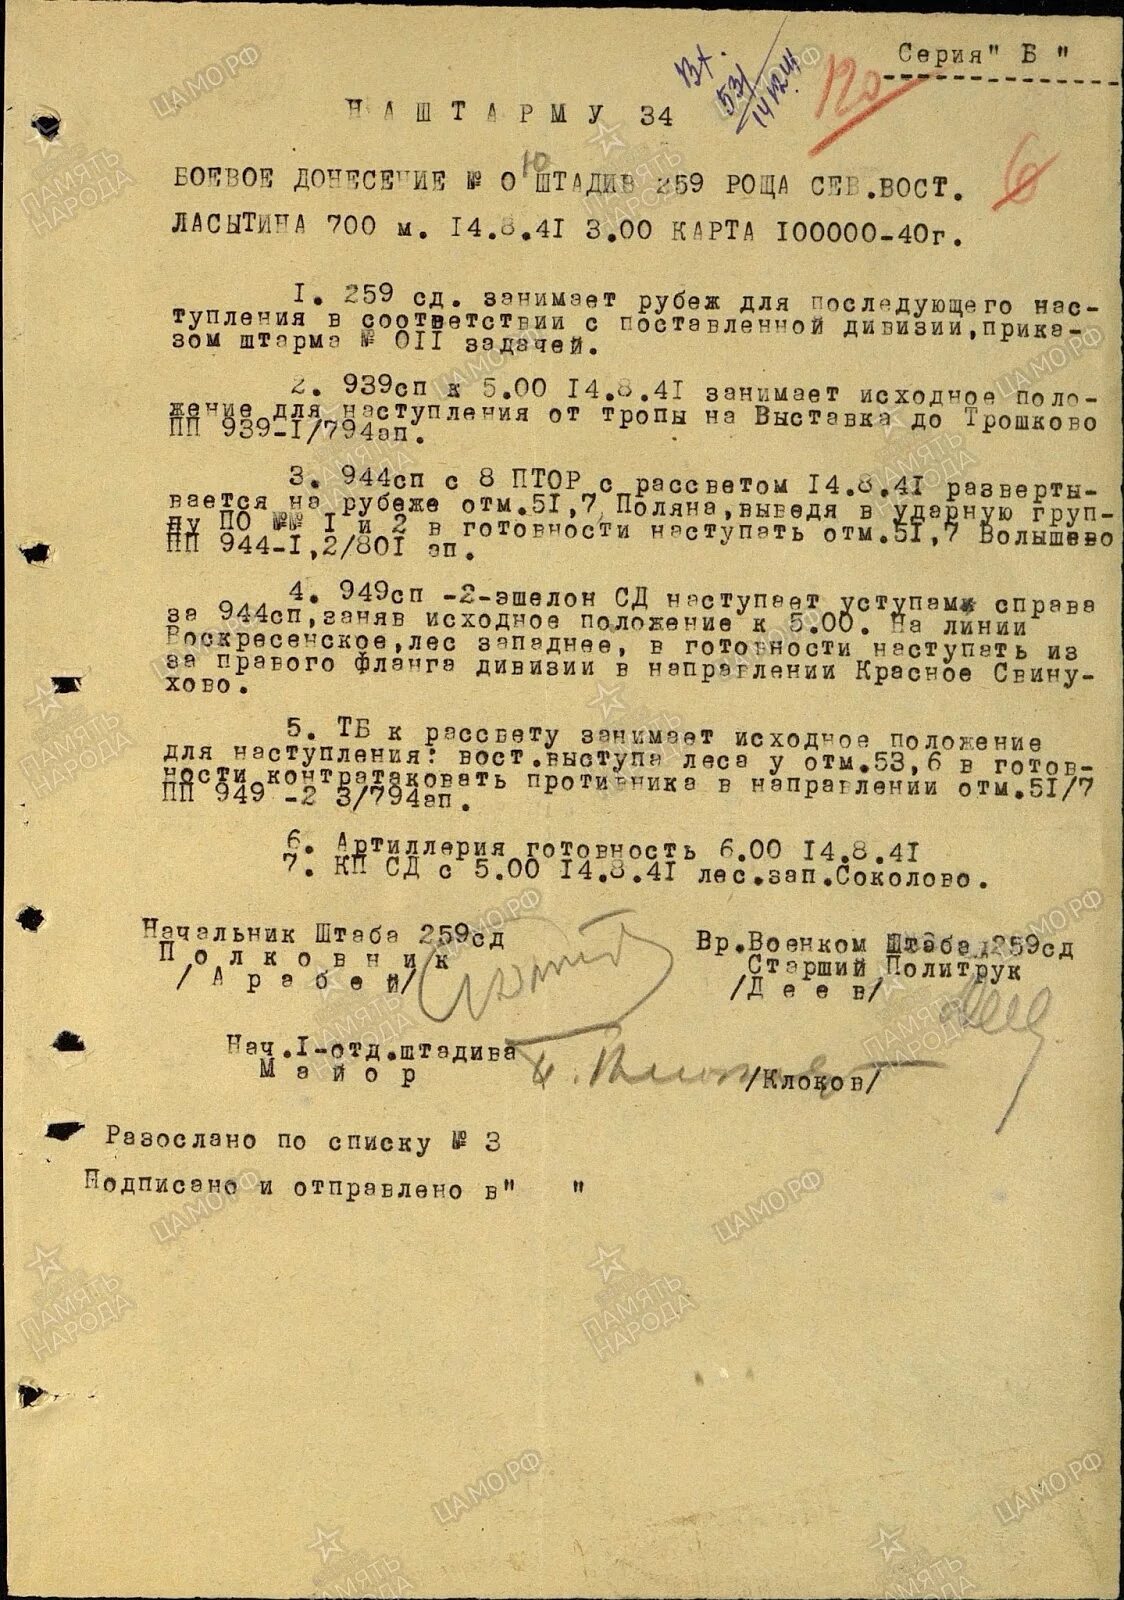 Серия" Б "
Вх.
531
120
6
НАШТАРМУ 34
10
БОЕВОЕ ДОНЕСЕНИЕ № 0 ШТАДИВ 259 РОЩА СЕВ.ВОСТ.
ЛАСЫТИНА 700 м. 14.8.41 3.00 КАРТА 100000-40г.
1. 259 сд. занимает рубеж для последующего нас-
тупления в соответствии с поставленной дивизии,прика-
зом штарма № 011 задачей.
2. 939сп к 5.00 14.8.41 занимает исходное поло-
жение для наступления от тропы на Выставка до Трошково
ПП 939-1/794ап.
3. 944сп с 8 ПТОР с рассветом 14.8.41 разверты-
вается на рубеже отм.51,7 Поляна,выведя в ударную груп-
пу ПО №№ 1 и 2 в готовности наступать отм.51,7 Волышево
ПП 944-1,2/801 ап.
4. 949сп -2-эшелон СД наступает уступами справа
за 944сп,заняв исходное положение к 5.00. На линии
Воскресенское,лес западнее, в готовности наступать из
за правого фланга дивизии в направлении Красное Свину-
хово.
5. ТБ к рассвету занимает исходное положение
для наступления: вост.выступа леса у отм.53,6 в готов-
ности контратаковать противника в направлении отм.51/7
ПП 949 -2 3/794ап.
6. Артиллерия готовность 6.00 14.8.41
7. КП СД с 5.00 14.8.41 лес.зап.Соколово.
Начальник Штаба 259сд
Полковник
/Арабей/
Вр.Военком Штаба 259сд
Старший Политрук
/Деев/
Нач.1-отд.штадива
Майор
/Клоков/
Разослано по списку № 3
Подписано и отправлено в" "
ЦАМО.РФ
ПАМЯТЬ НАРОДА